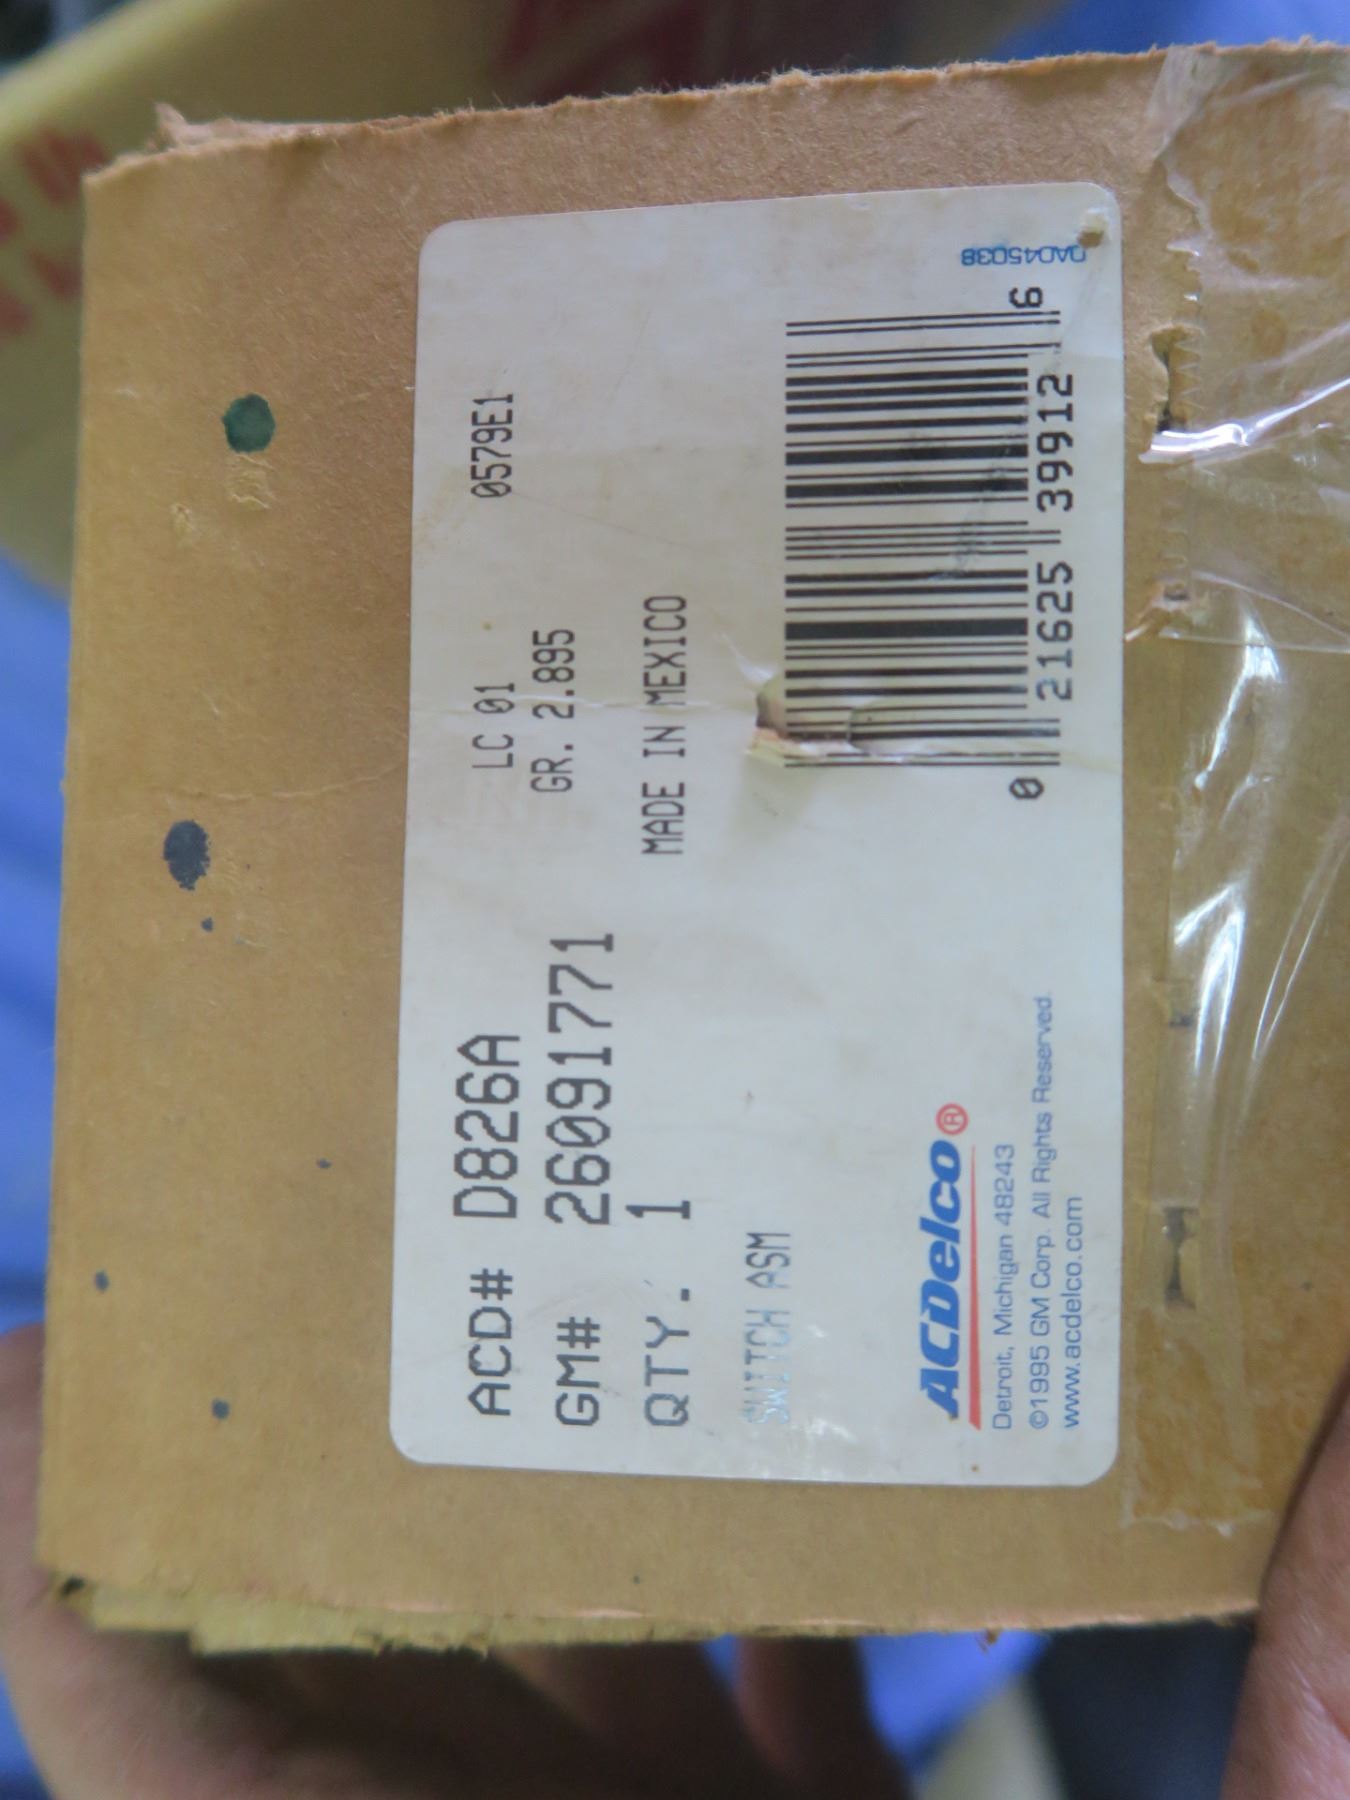 ACD# D826A
LC 01
0579E1
GM# 26091771
GR. 2.895
QTY. 1
MADE IN MEXICO
SWITCH ASM
0 21625 39912 6
ACDelco®
Detroit, Michigan 48243
©1995 GM Corp. All Rights Reserved.
www.acdelco.com
0AD45038